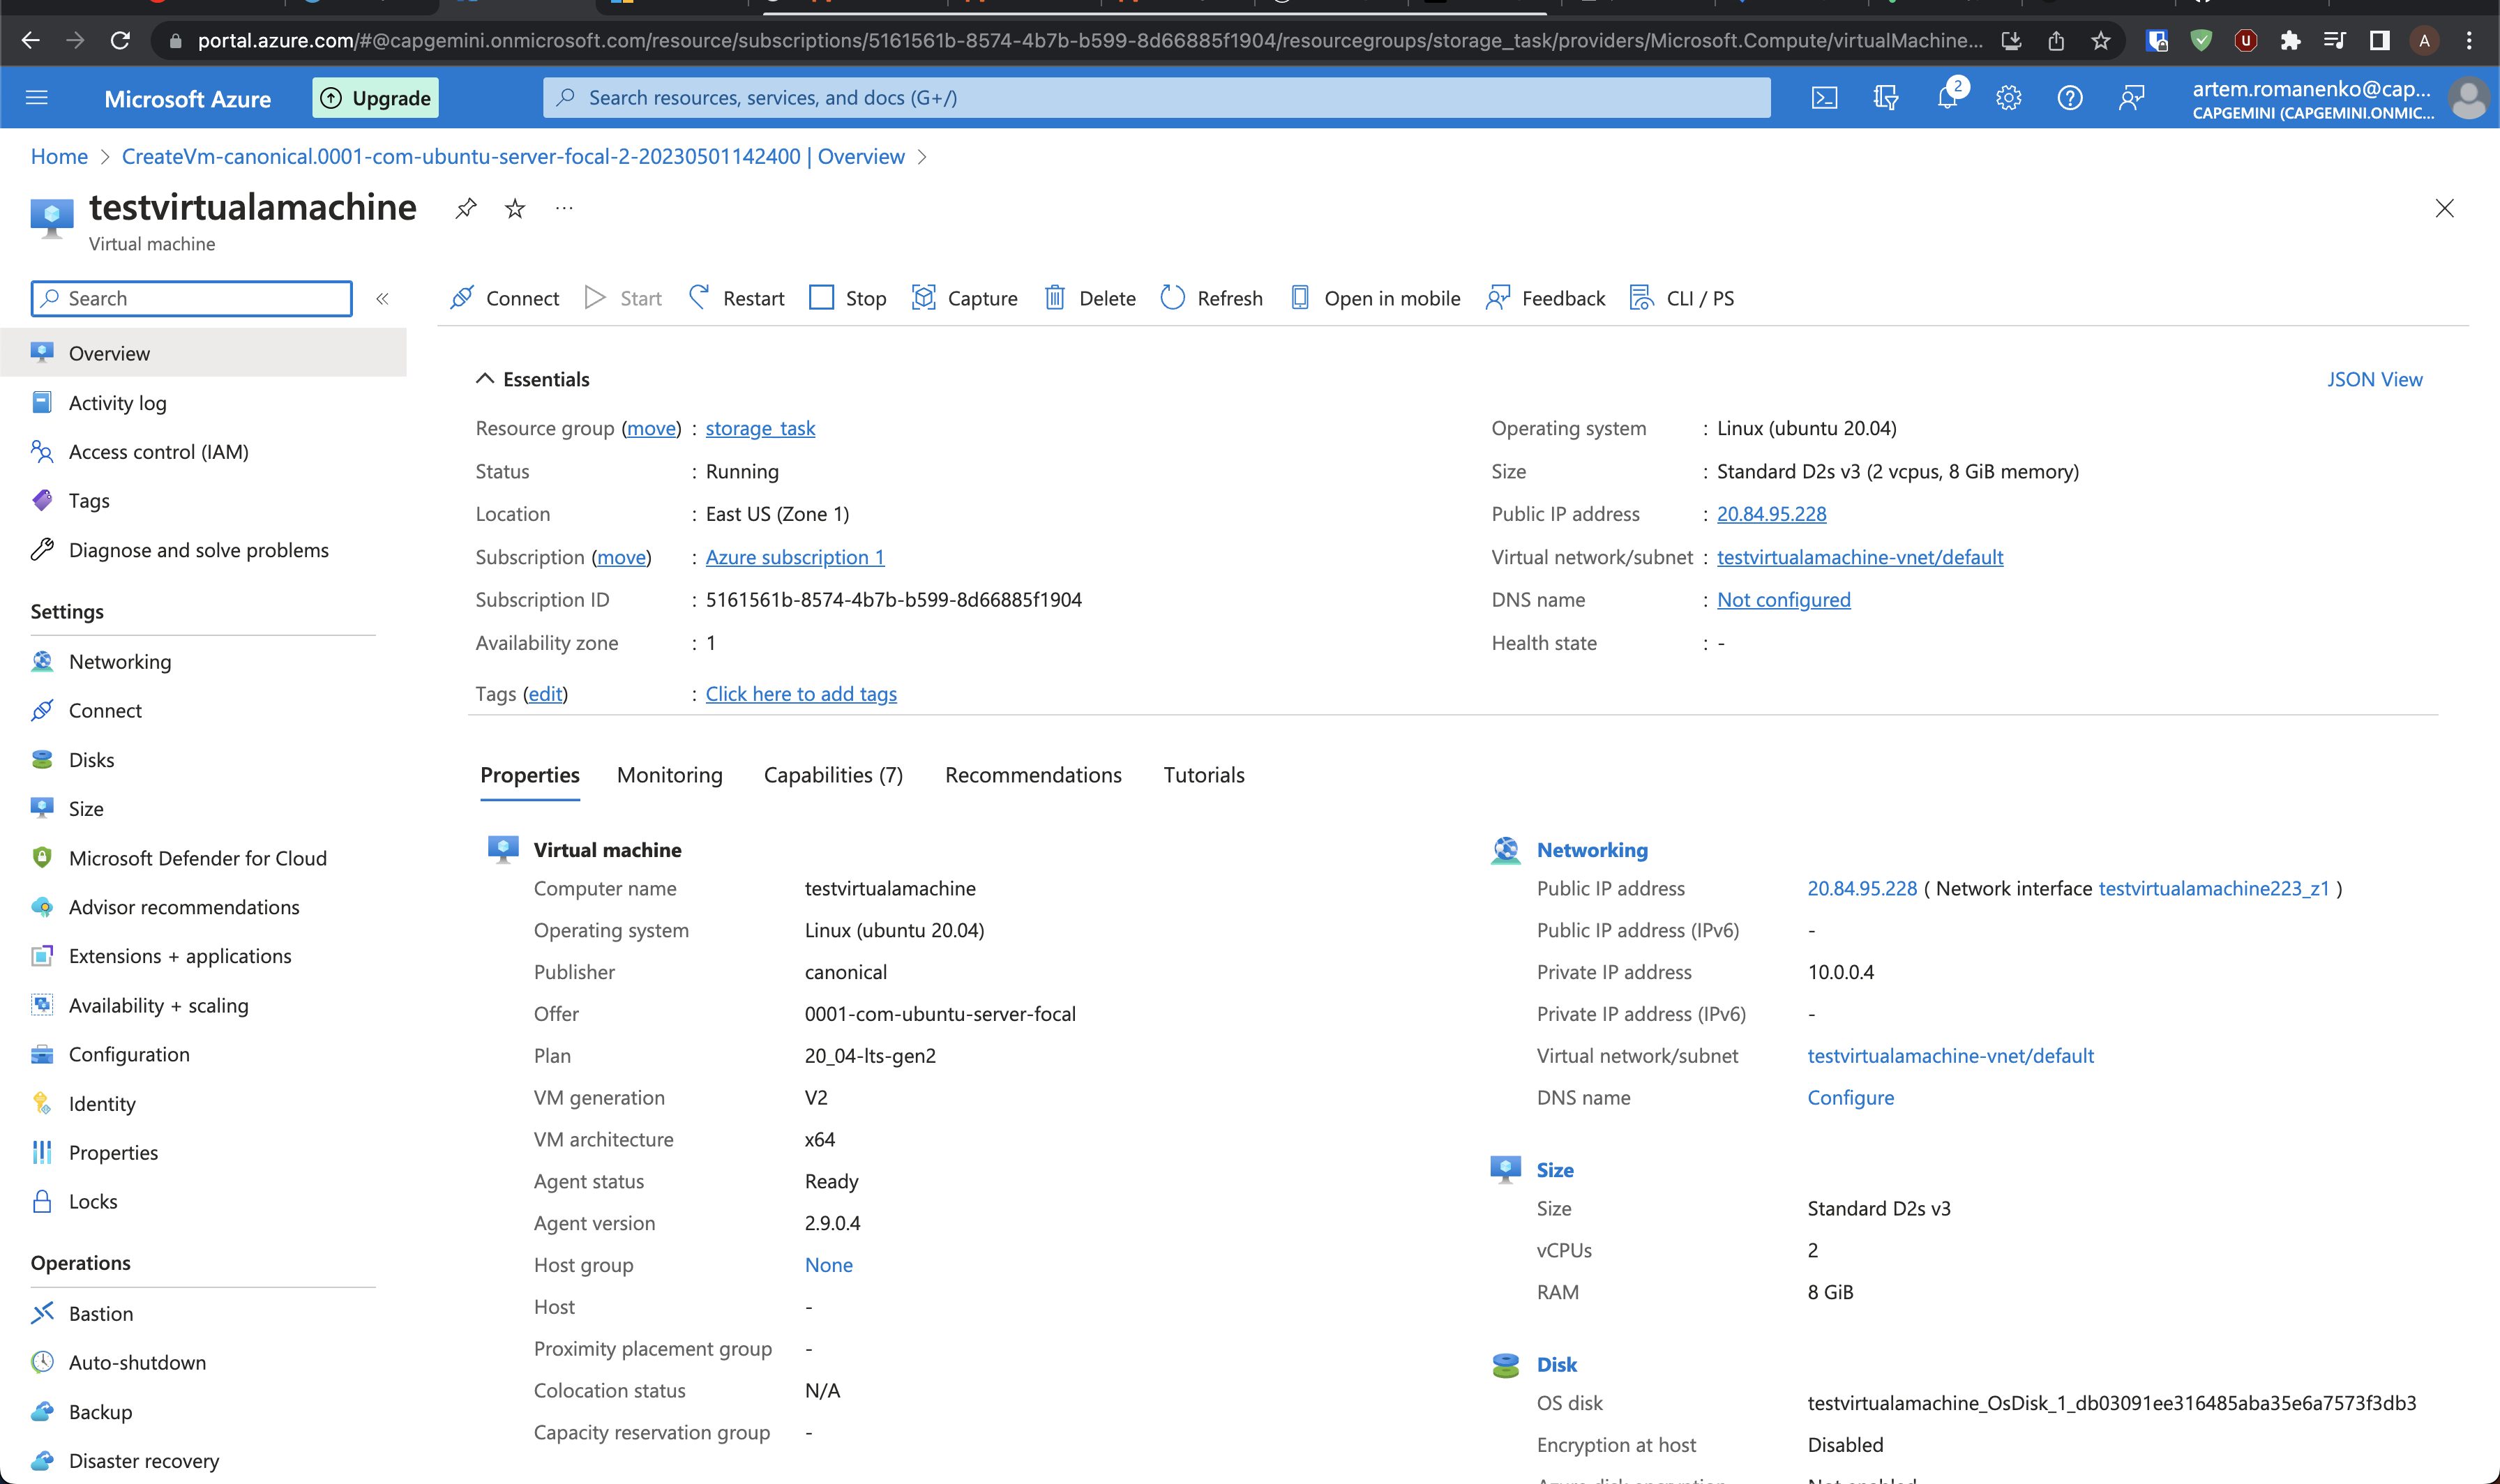 portal.azure.com/#@capgemini.onmicrosoft.com/resource/subscriptions/5161561b-8574-4b7b-b599-8d66885f1904/resourcegroups/storage_task/providers/Microsoft.Compute/virtualMachine...
A
Microsoft Azure
Upgrade
Search resources, services, and docs (G+/)
2
artem.romanenko@cap...
CAPGEMINI (CAPGEMINI.ONMIC...
Home > CreateVm-canonical.0001-com-ubuntu-server-focal-2-20230501142400 | Overview >
testvirtualamachine
...
Virtual machine
Search
«
Connect
Start
Restart
Stop
Capture
Delete
Refresh
Open in mobile
Feedback
CLI / PS
Overview
Activity log
Access control (IAM)
Tags
Diagnose and solve problems
Settings
Networking
Connect
Disks
Size
Microsoft Defender for Cloud
Advisor recommendations
Extensions + applications
Availability + scaling
Configuration
Identity
Properties
Locks
Operations
Bastion
Auto-shutdown
Backup
Disaster recovery
Essentials
JSON View
Resource group (move) : storage_task
Status : Running
Location : East US (Zone 1)
Subscription (move) : Azure subscription 1
Subscription ID : 5161561b-8574-4b7b-b599-8d66885f1904
Availability zone : 1
Operating system : Linux (ubuntu 20.04)
Size : Standard D2s v3 (2 vcpus, 8 GiB memory)
Public IP address : 20.84.95.228
Virtual network/subnet : testvirtualamachine-vnet/default
DNS name : Not configured
Health state : -
Tags (edit) : Click here to add tags
Properties
Monitoring
Capabilities (7)
Recommendations
Tutorials
Virtual machine
Computer name testvirtualamachine
Operating system Linux (ubuntu 20.04)
Publisher canonical
Offer 0001-com-ubuntu-server-focal
Plan 20_04-lts-gen2
VM generation V2
VM architecture x64
Agent status Ready
Agent version 2.9.0.4
Host group None
Host -
Proximity placement group -
Colocation status N/A
Capacity reservation group -
Networking
Public IP address 20.84.95.228 ( Network interface testvirtualamachine223_z1 )
Public IP address (IPv6) -
Private IP address 10.0.0.4
Private IP address (IPv6) -
Virtual network/subnet testvirtualamachine-vnet/default
DNS name Configure
Size
Size Standard D2s v3
vCPUs 2
RAM 8 GiB
Disk
OS disk testvirtualamachine_OsDisk_1_db03091ee316485aba35e6a7573f3db3
Encryption at host Disabled